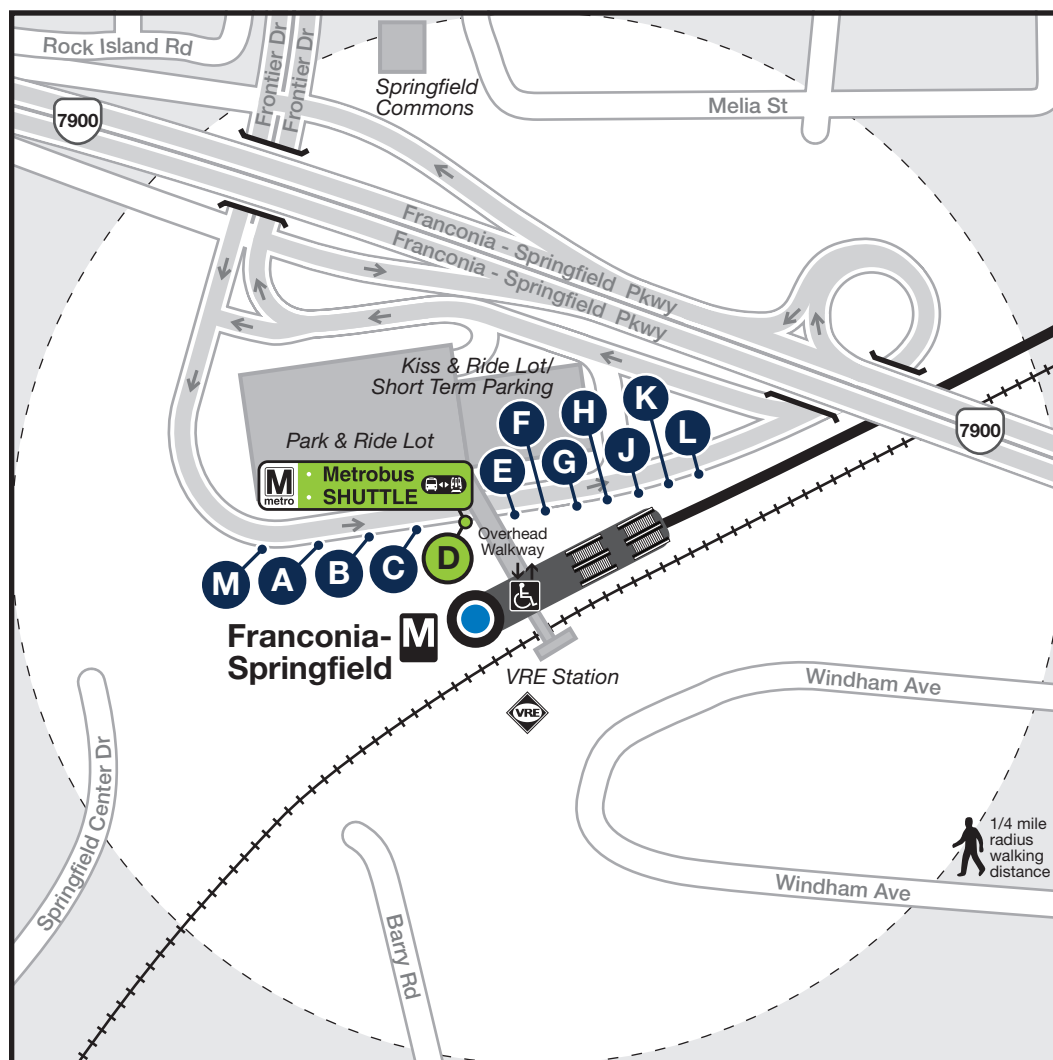 Rock Island Rd
Frontier Dr
Frontier Dr
Springfield
Commons
Melia St
7900
Franconia - Springfield Pkwy
Franconia - Springfield Pkwy
Kiss & Ride Lot/
Short Term Parking
Park & Ride Lot
7900
K
F
H
L
E
G
J
M
metro
· Metrobus
· SHUTTLE
Overhead
Walkway
M
A
B
C
D
Franconia-
Springfield
M
VRE Station
VRE
Windham Ave
Springfield Center Dr
1/4 mile
radius
walking
distance
Windham Ave
Barry Rd